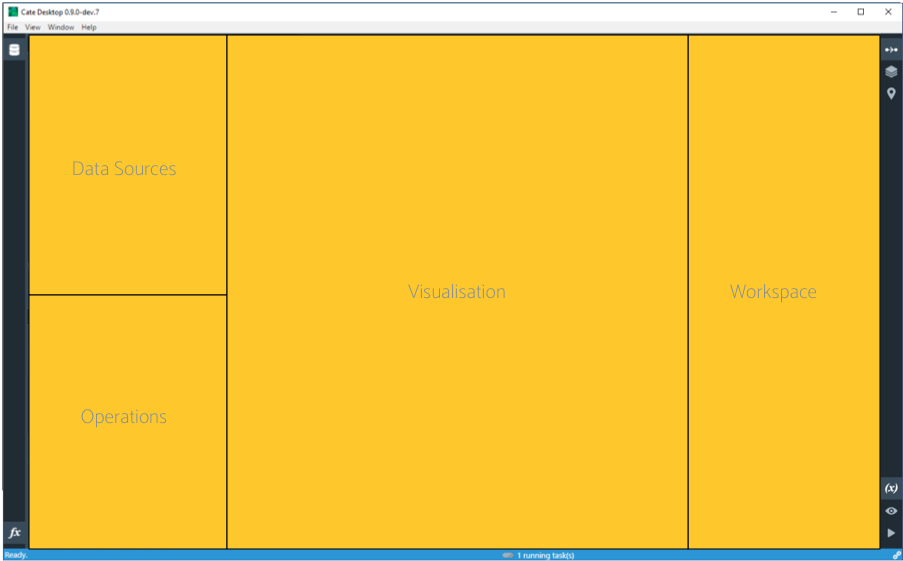 Cate Desktop 0.9.0-dev.7
File View Window Help
Data Sources
Visualisation
Workspace
Operations
(x)
fx
Ready.
1 running task(s)